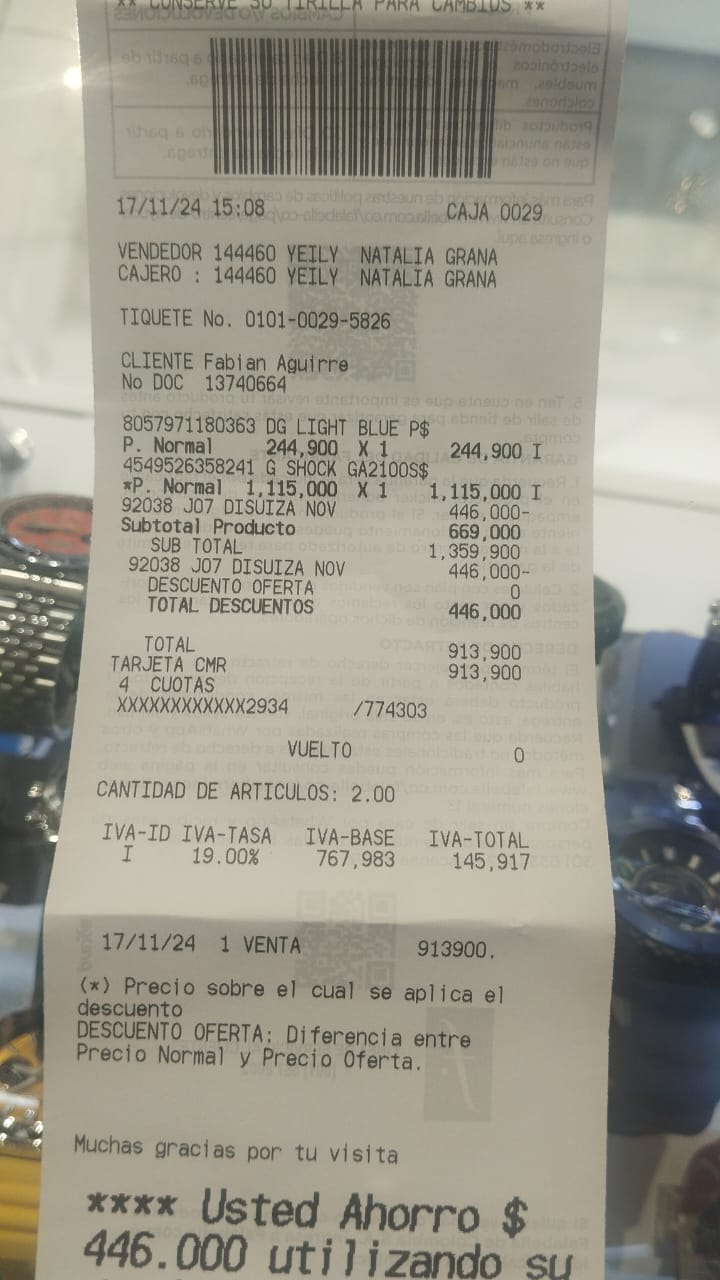 ** CONSERVE SU TIRILLA PARA CAMBIOS **
17/11/24 15:08 CAJA 0029
VENDEDOR 144460 YEILY NATALIA GRANA
CAJERO : 144460 YEILY NATALIA GRANA
TIQUETE No. 0101-0029-5826
CLIENTE Fabian Aguirre
No DOC 13740664
8057971180363 DG LIGHT BLUE P$
P. Normal 244,900 X 1 244,900 I
4549526358241 G SHOCK GA2100S$
*P. Normal 1,115,000 X 1 1,115,000 I
92038 J07 DISUIZA NOV 446,000-
Subtotal Producto 669,000
SUB TOTAL 1,359,900
92038 J07 DISUIZA NOV 446,000-
DESCUENTO OFERTA 0
TOTAL DESCUENTOS 446,000
TOTAL 913,900
TARJETA CMR 913,900
4 CUOTAS
XXXXXXXXXXXX2934 /774303
VUELTO 0
CANTIDAD DE ARTICULOS: 2.00
IVA-ID IVA-TASA IVA-BASE IVA-TOTAL
I 19.00% 767,983 145,917
17/11/24 1 VENTA 913900.
(*) Precio sobre el cual se aplica el
descuento
DESCUENTO OFERTA: Diferencia entre
Precio Normal y Precio Oferta.
Muchas gracias por tu visita
**** Usted Ahorro $
446.000 utilizando su